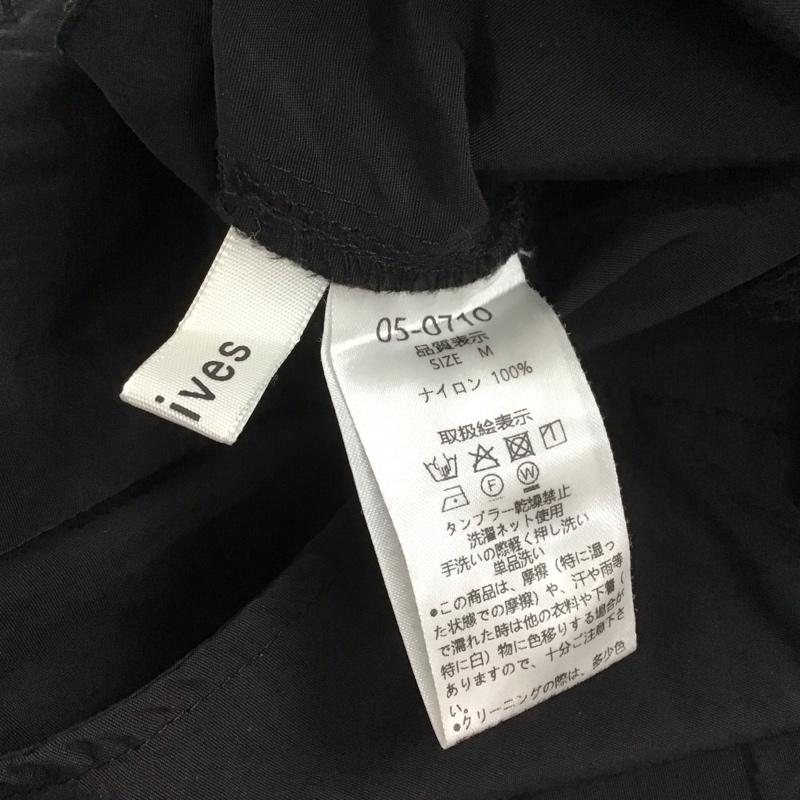 ives
05-0710
品質表示
SIZE M
ナイロン 100%
取扱絵表示
F W
タンブラー乾燥禁止
洗濯ネット使用
手洗いの際軽く押し洗い
単品洗い
●この商品は、摩擦（特に湿っ
た状態での摩擦）や、汗や雨等
で濡れた時は他の衣料や下着（
特に白）物に色移りする場合が
ありますので、十分ご注意下さ
い。
●クリーニングの際は、多少色